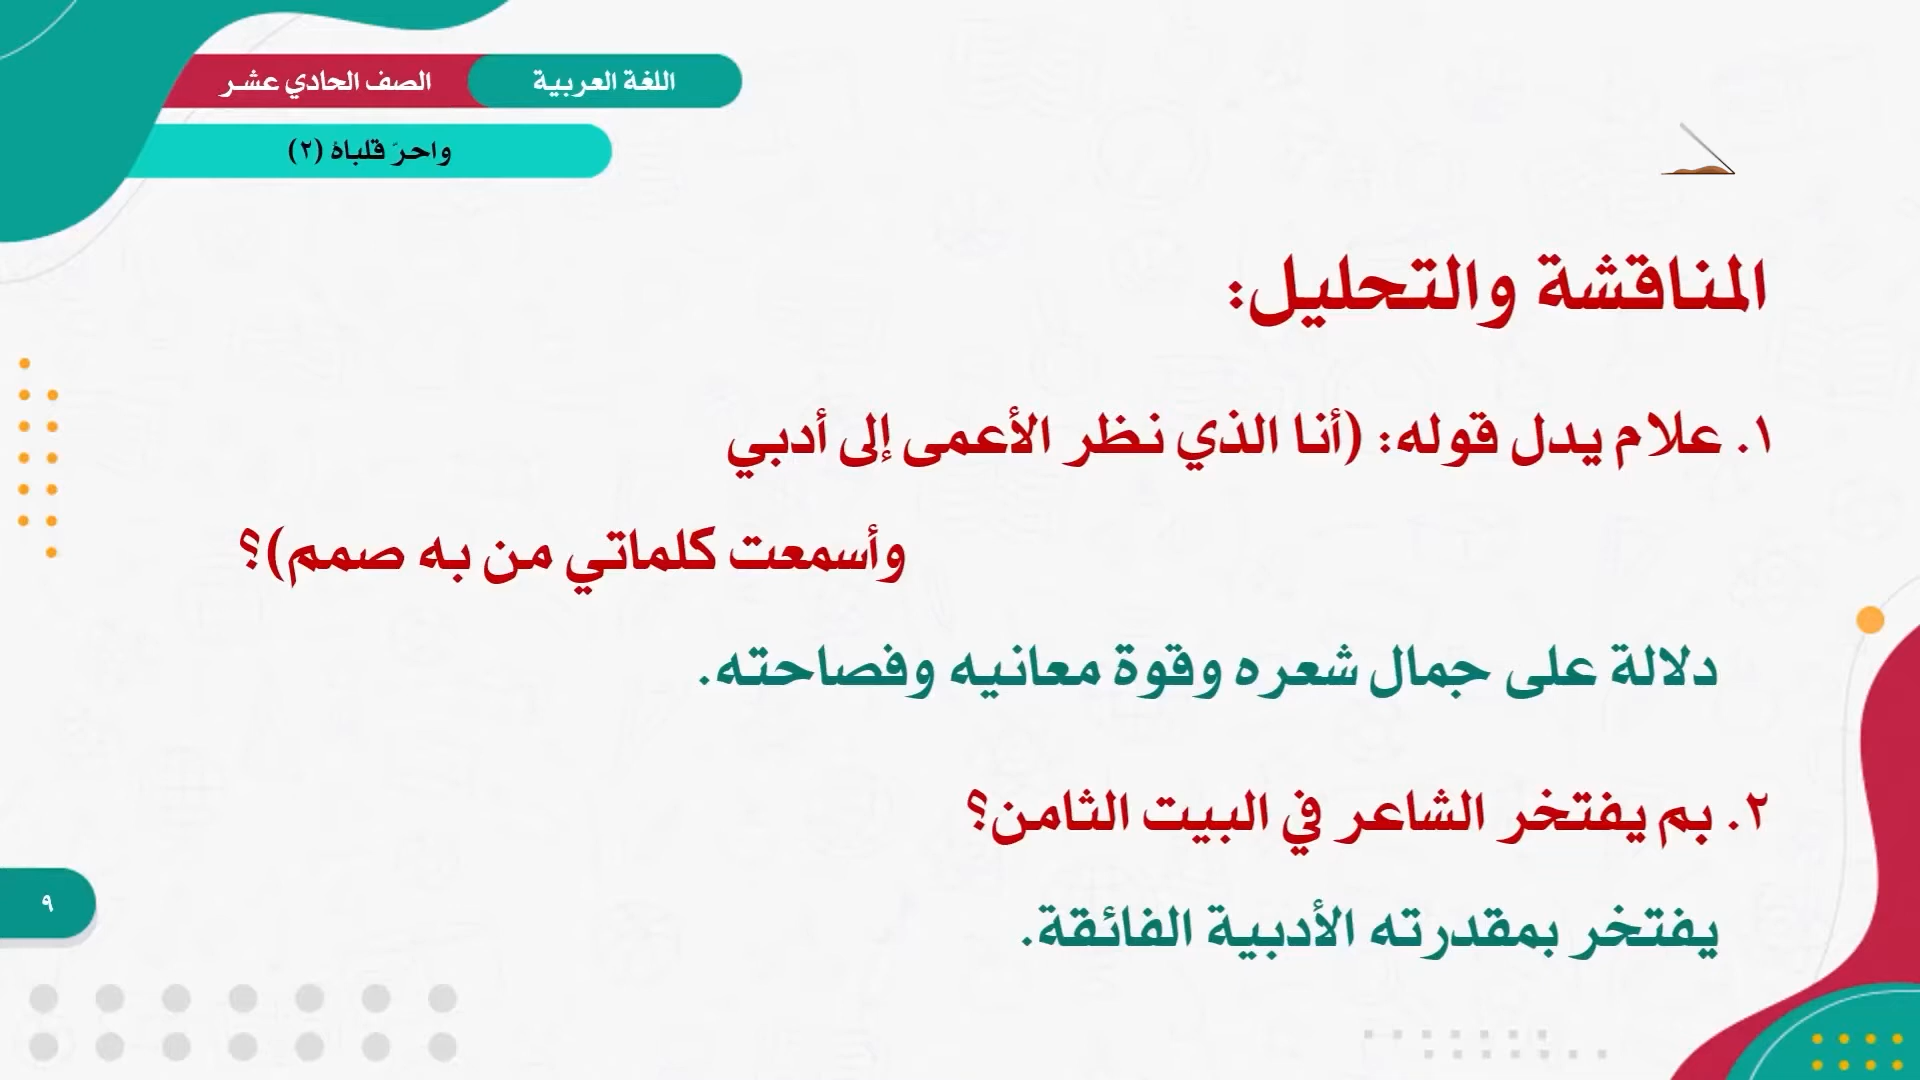 اللغة العربية
الصف الحادي عشر
واحرّ قلباهُ (٢)
المناقشة والتحليل:
١. علام يدل قوله: (أنا الذي نظر الأعمى إلى أدبي
وأسمعت كلماتي من به صمم)؟
دلالة على جمال شعره وقوة معانيه وفصاحته.
٢. بم يفتخر الشاعر في البيت الثامن؟
يفتخر بمقدرته الأدبية الفائقة.
٩